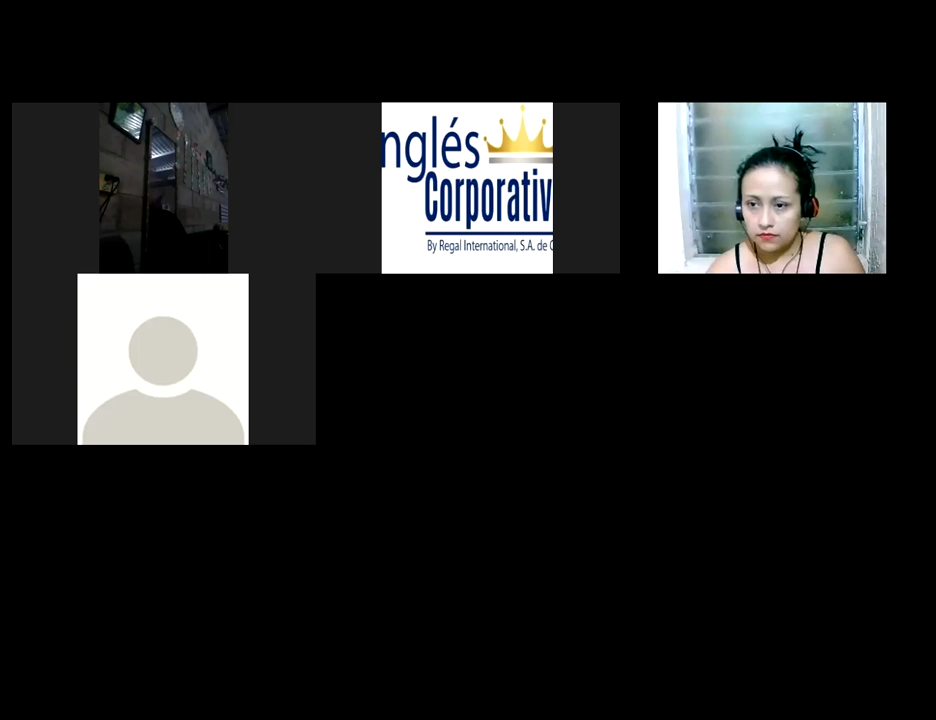 nglés
Corporativ
By Regal International, S.A. de C